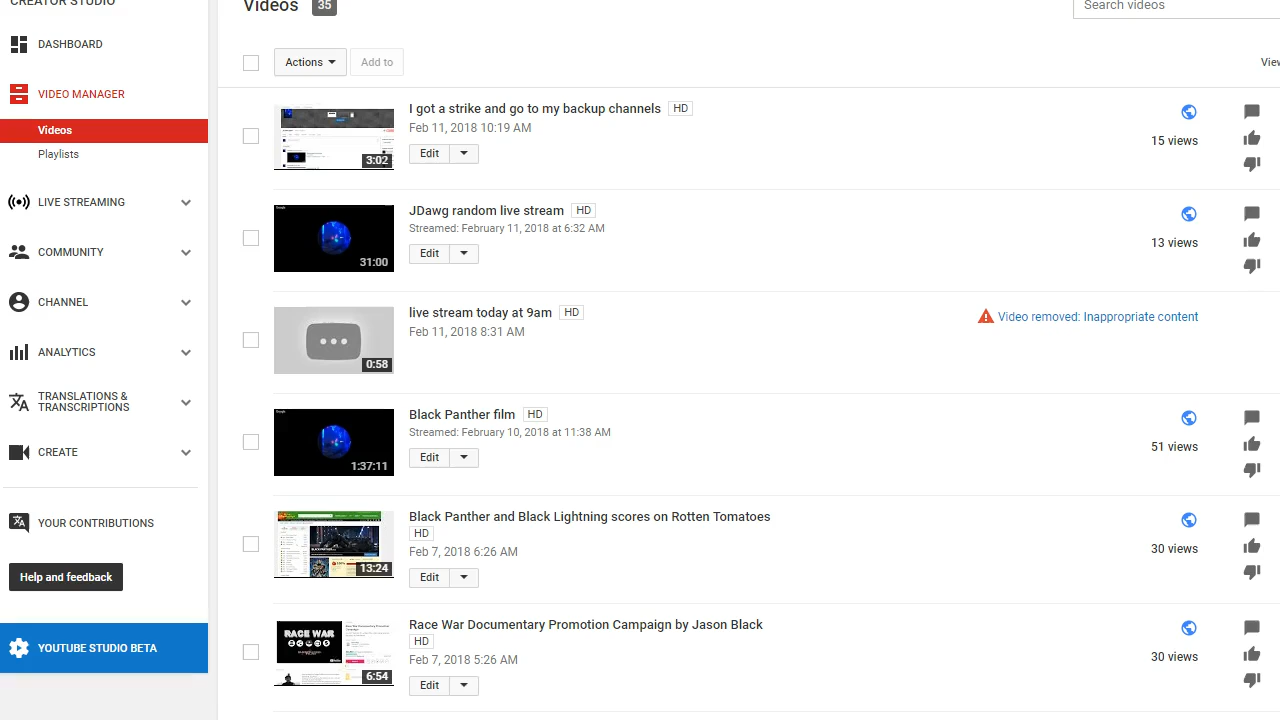 CREATOR STUDIO
Videos 35
Search videos
DASHBOARD
Actions Add to
View
VIDEO MANAGER
Videos
Playlists
LIVE STREAMING
COMMUNITY
CHANNEL
ANALYTICS
TRANSLATIONS &
TRANSCRIPTIONS
CREATE
YOUR CONTRIBUTIONS
Help and feedback
YOUTUBE STUDIO BETA
I got a strike and go to my backup channels HD
Feb 11, 2018 10:19 AM
3:02
Edit
15 views
JDawg random live stream HD
Streamed: February 11, 2018 at 6:32 AM
31:00
Edit
13 views
live stream today at 9am HD
Feb 11, 2018 8:31 AM
0:58
Video removed: Inappropriate content
Black Panther film HD
Streamed: February 10, 2018 at 11:38 AM
1:37:11
Edit
51 views
Black Panther and Black Lightning scores on Rotten Tomatoes
HD
Feb 7, 2018 6:26 AM
13:24
Edit
30 views
Race War Documentary Promotion Campaign by Jason Black
HD
Feb 7, 2018 5:26 AM
RACE WAR
6:54
Edit
30 views